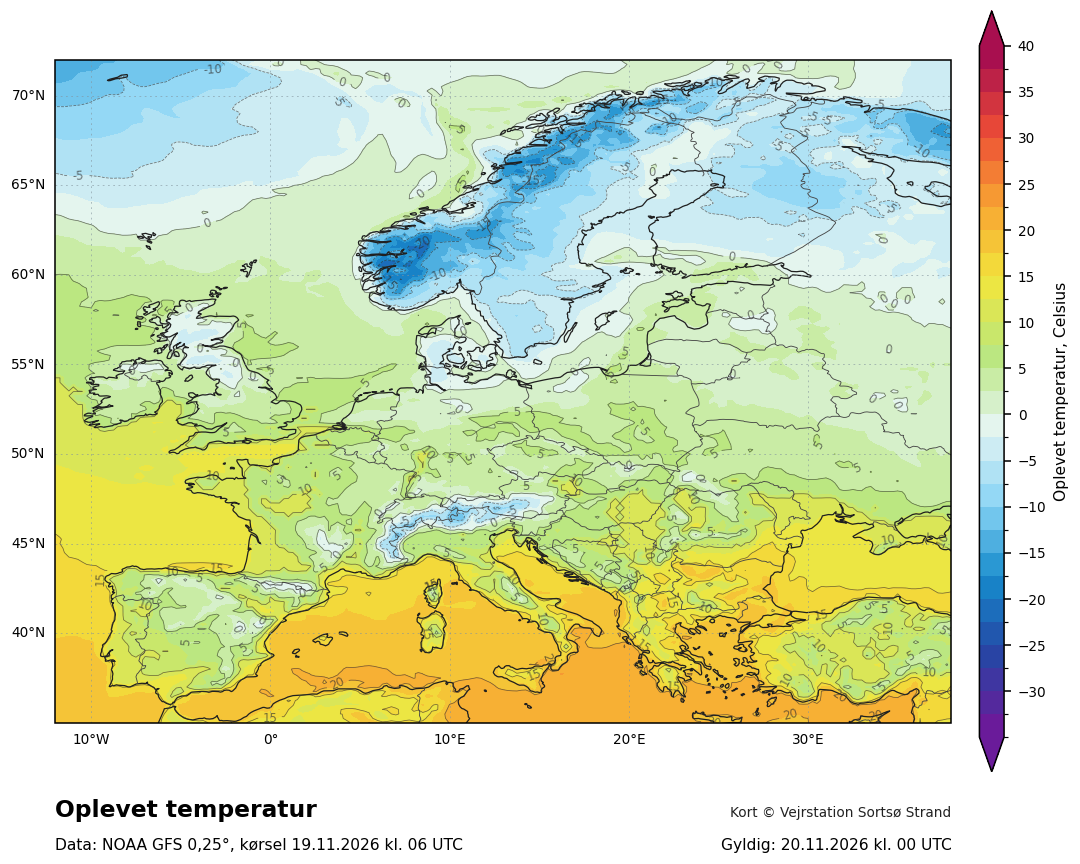 70°N
65°N
60°N
55°N
50°N
45°N
40°N
10°W
0°
10°E
20°E
30°E
40
35
30
25
20
15
10
5
0
−5
−10
−15
−20
−25
−30
Oplevet temperatur, Celsius
Oplevet temperatur
Kort © Vejrstation Sortsø Strand
Data: NOAA GFS 0,25°, kørsel 19.11.2026 kl. 06 UTC
Gyldig: 20.11.2026 kl. 00 UTC